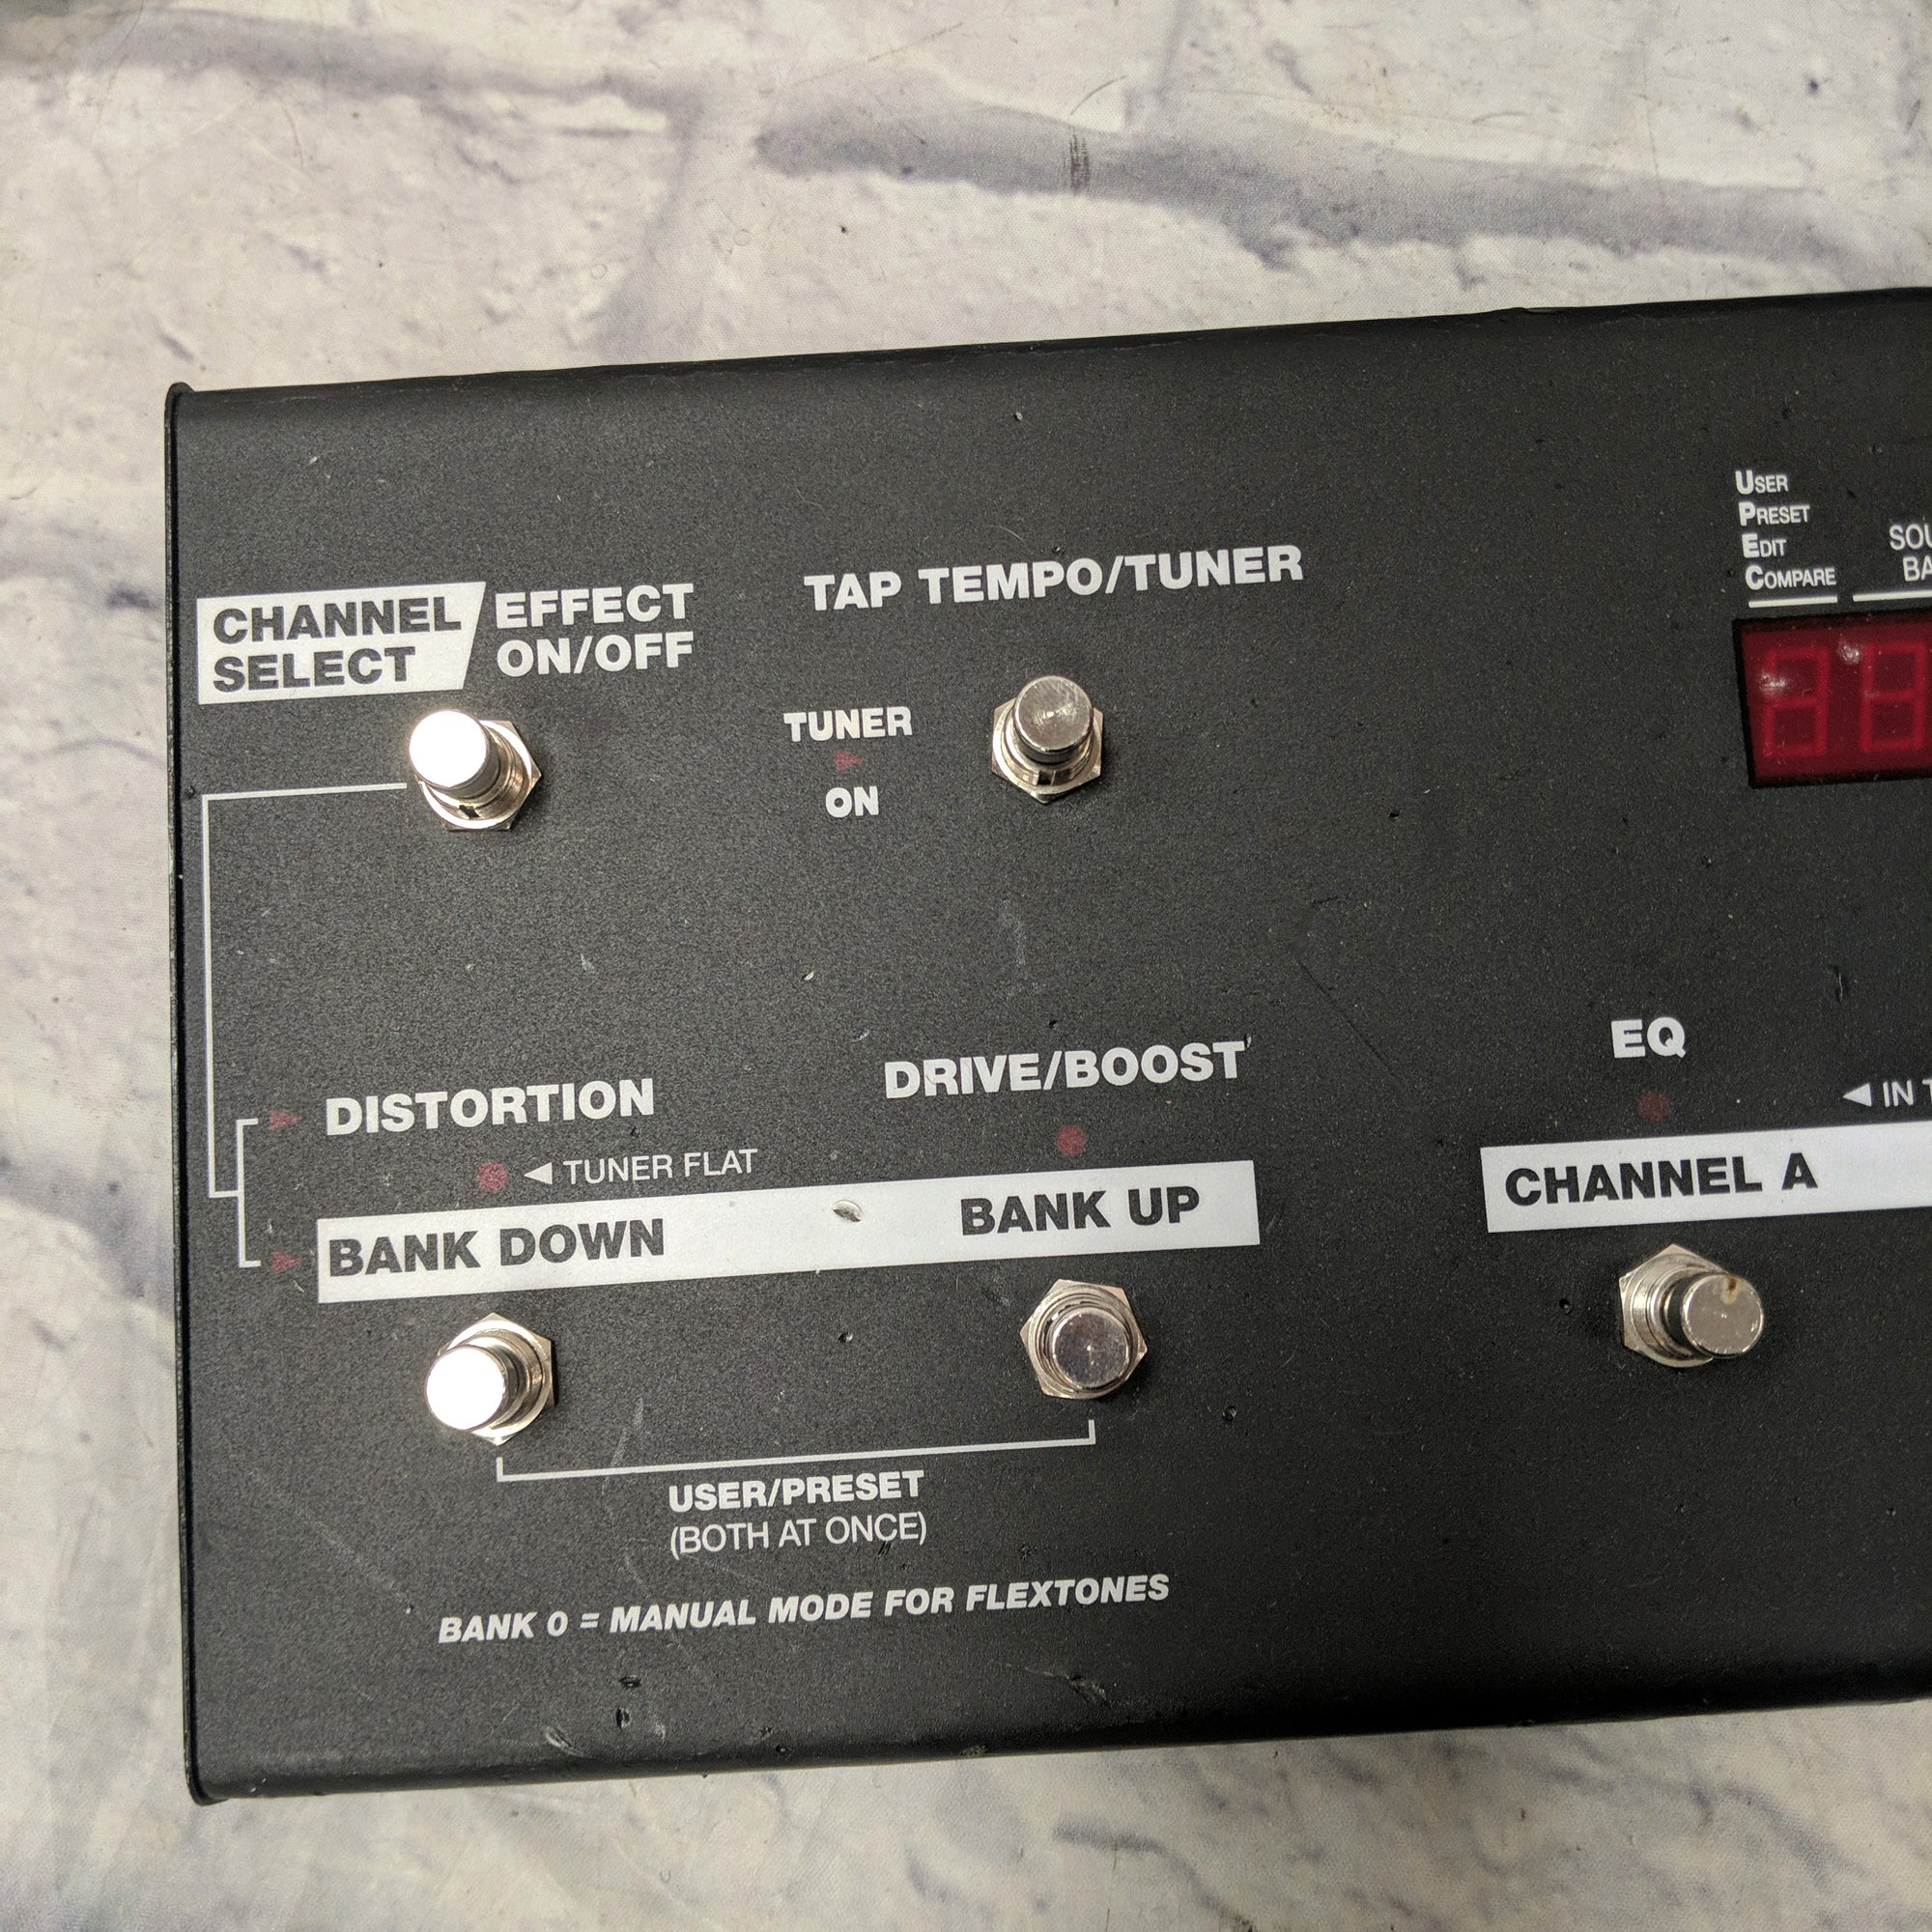 USER
PRESET
EDIT
COMPARE
CHANNEL
SELECT
EFFECT
ON/OFF
TAP TEMPO/TUNER
TUNER
ON
EQ
DISTORTION
DRIVE/BOOST
◄ IN
◄ TUNER FLAT
BANK DOWN
BANK UP
CHANNEL A
USER/PRESET
(BOTH AT ONCE)
BANK 0 = MANUAL MODE FOR FLEXTONES